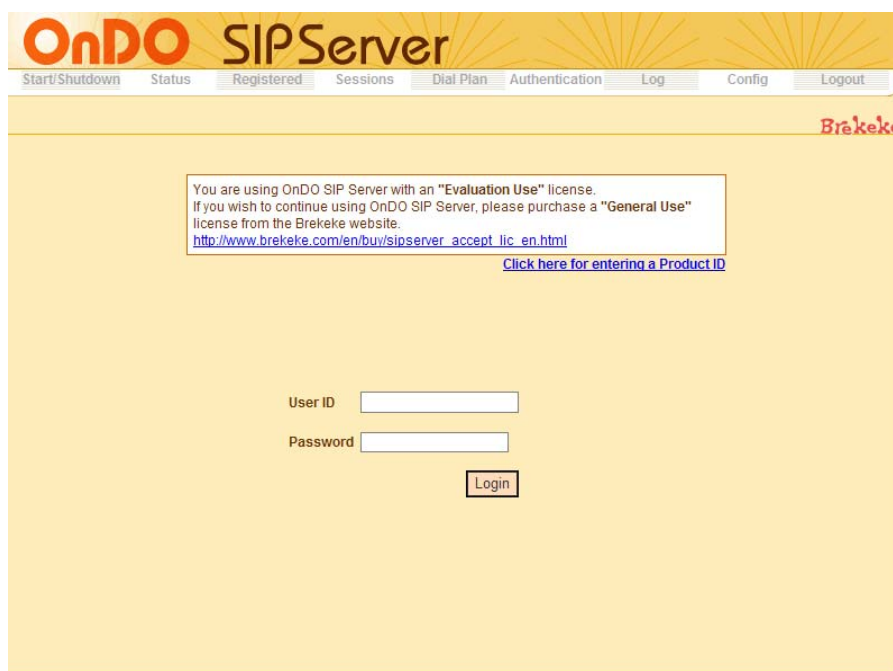 OnDO SIPServer
Start/Shutdown Status Registered Sessions Dial Plan Authentication Log Config Logout
Brekeke
You are using OnDO SIP Server with an "Evaluation Use" license.
If you wish to continue using OnDO SIP Server, please purchase a "General Use"
license from the Brekeke website.
http://www.brekeke.com/en/buy/sipserver_accept_lic_en.html
Click here for entering a Product ID
User ID
Password
Login